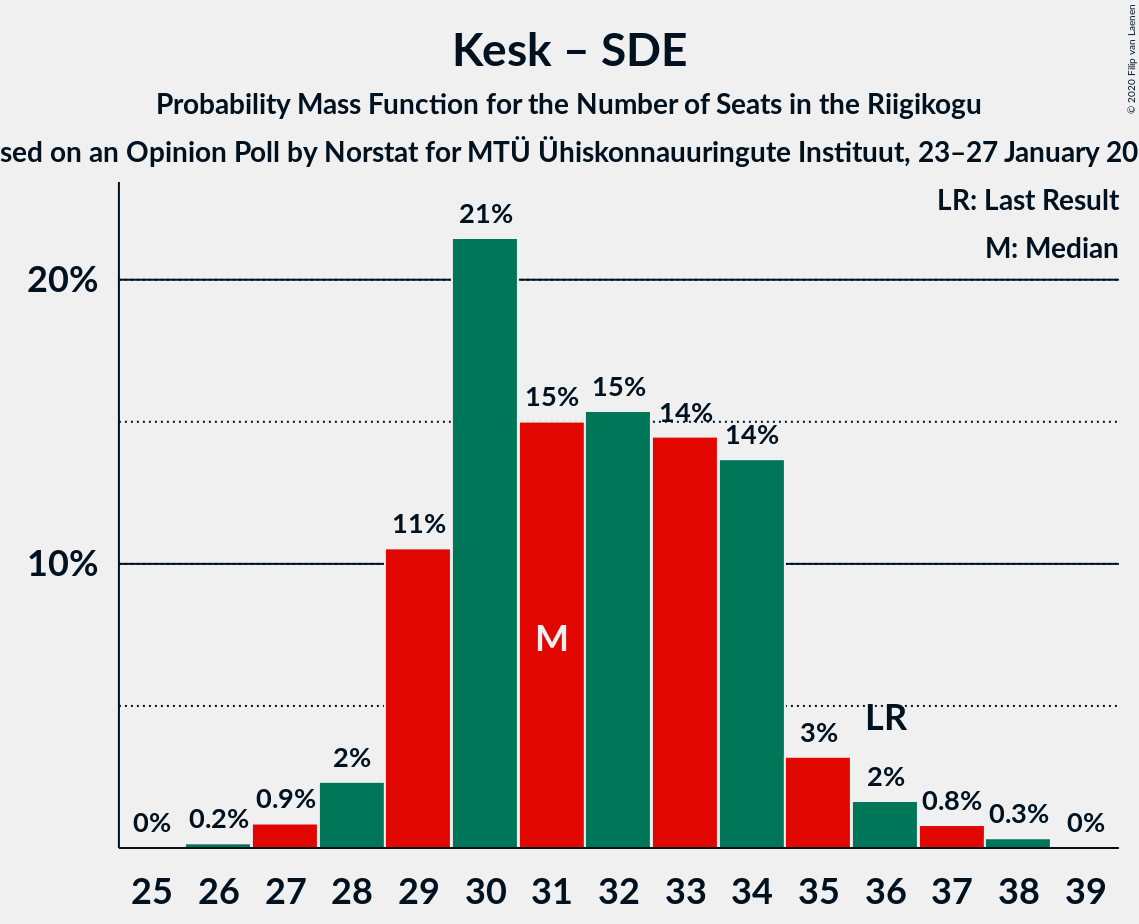 Kesk – SDE
Probability Mass Function for the Number of Seats in the Riigikogu
sed on an Opinion Poll by Norstat for MTÜ Ühiskonnauuringute Instituut, 23–27 January 20
© 2020 Filip van Laenen
LR: Last Result
M: Median
20%
10%
0%
0.2%
0.9%
2%
11%
21%
15%
15%
14%
14%
3%
2%
0.8%
0.3%
0%
M
LR
25 26 27 28 29 30 31 32 33 34 35 36 37 38 39